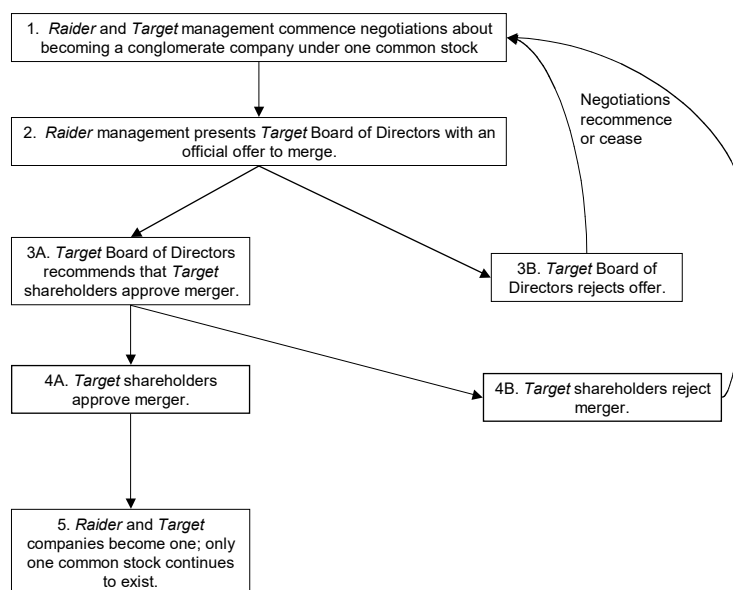 1. Raider and Target management commence negotiations about
becoming a conglomerate company under one common stock
Negotiations
recommence
or cease
2. Raider management presents Target Board of Directors with an
official offer to merge.
3A. Target Board of Directors
recommends that Target
shareholders approve merger.
3B. Target Board of
Directors rejects offer.
4A. Target shareholders
approve merger.
4B. Target shareholders reject
merger.
5. Raider and Target
companies become one; only
one common stock continues
to exist.